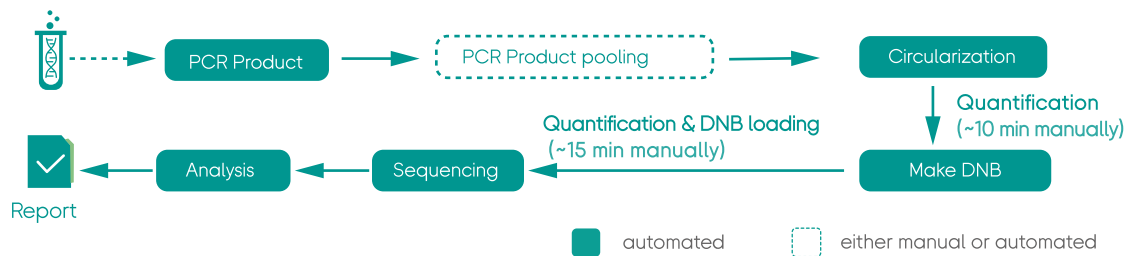 PCR Product
PCR Product pooling
Circularization
Quantification
(~10 min manually)
Quantification & DNB loading
(~15 min manually)
Make DNB
Sequencing
Analysis
Report
automated
either manual or automated